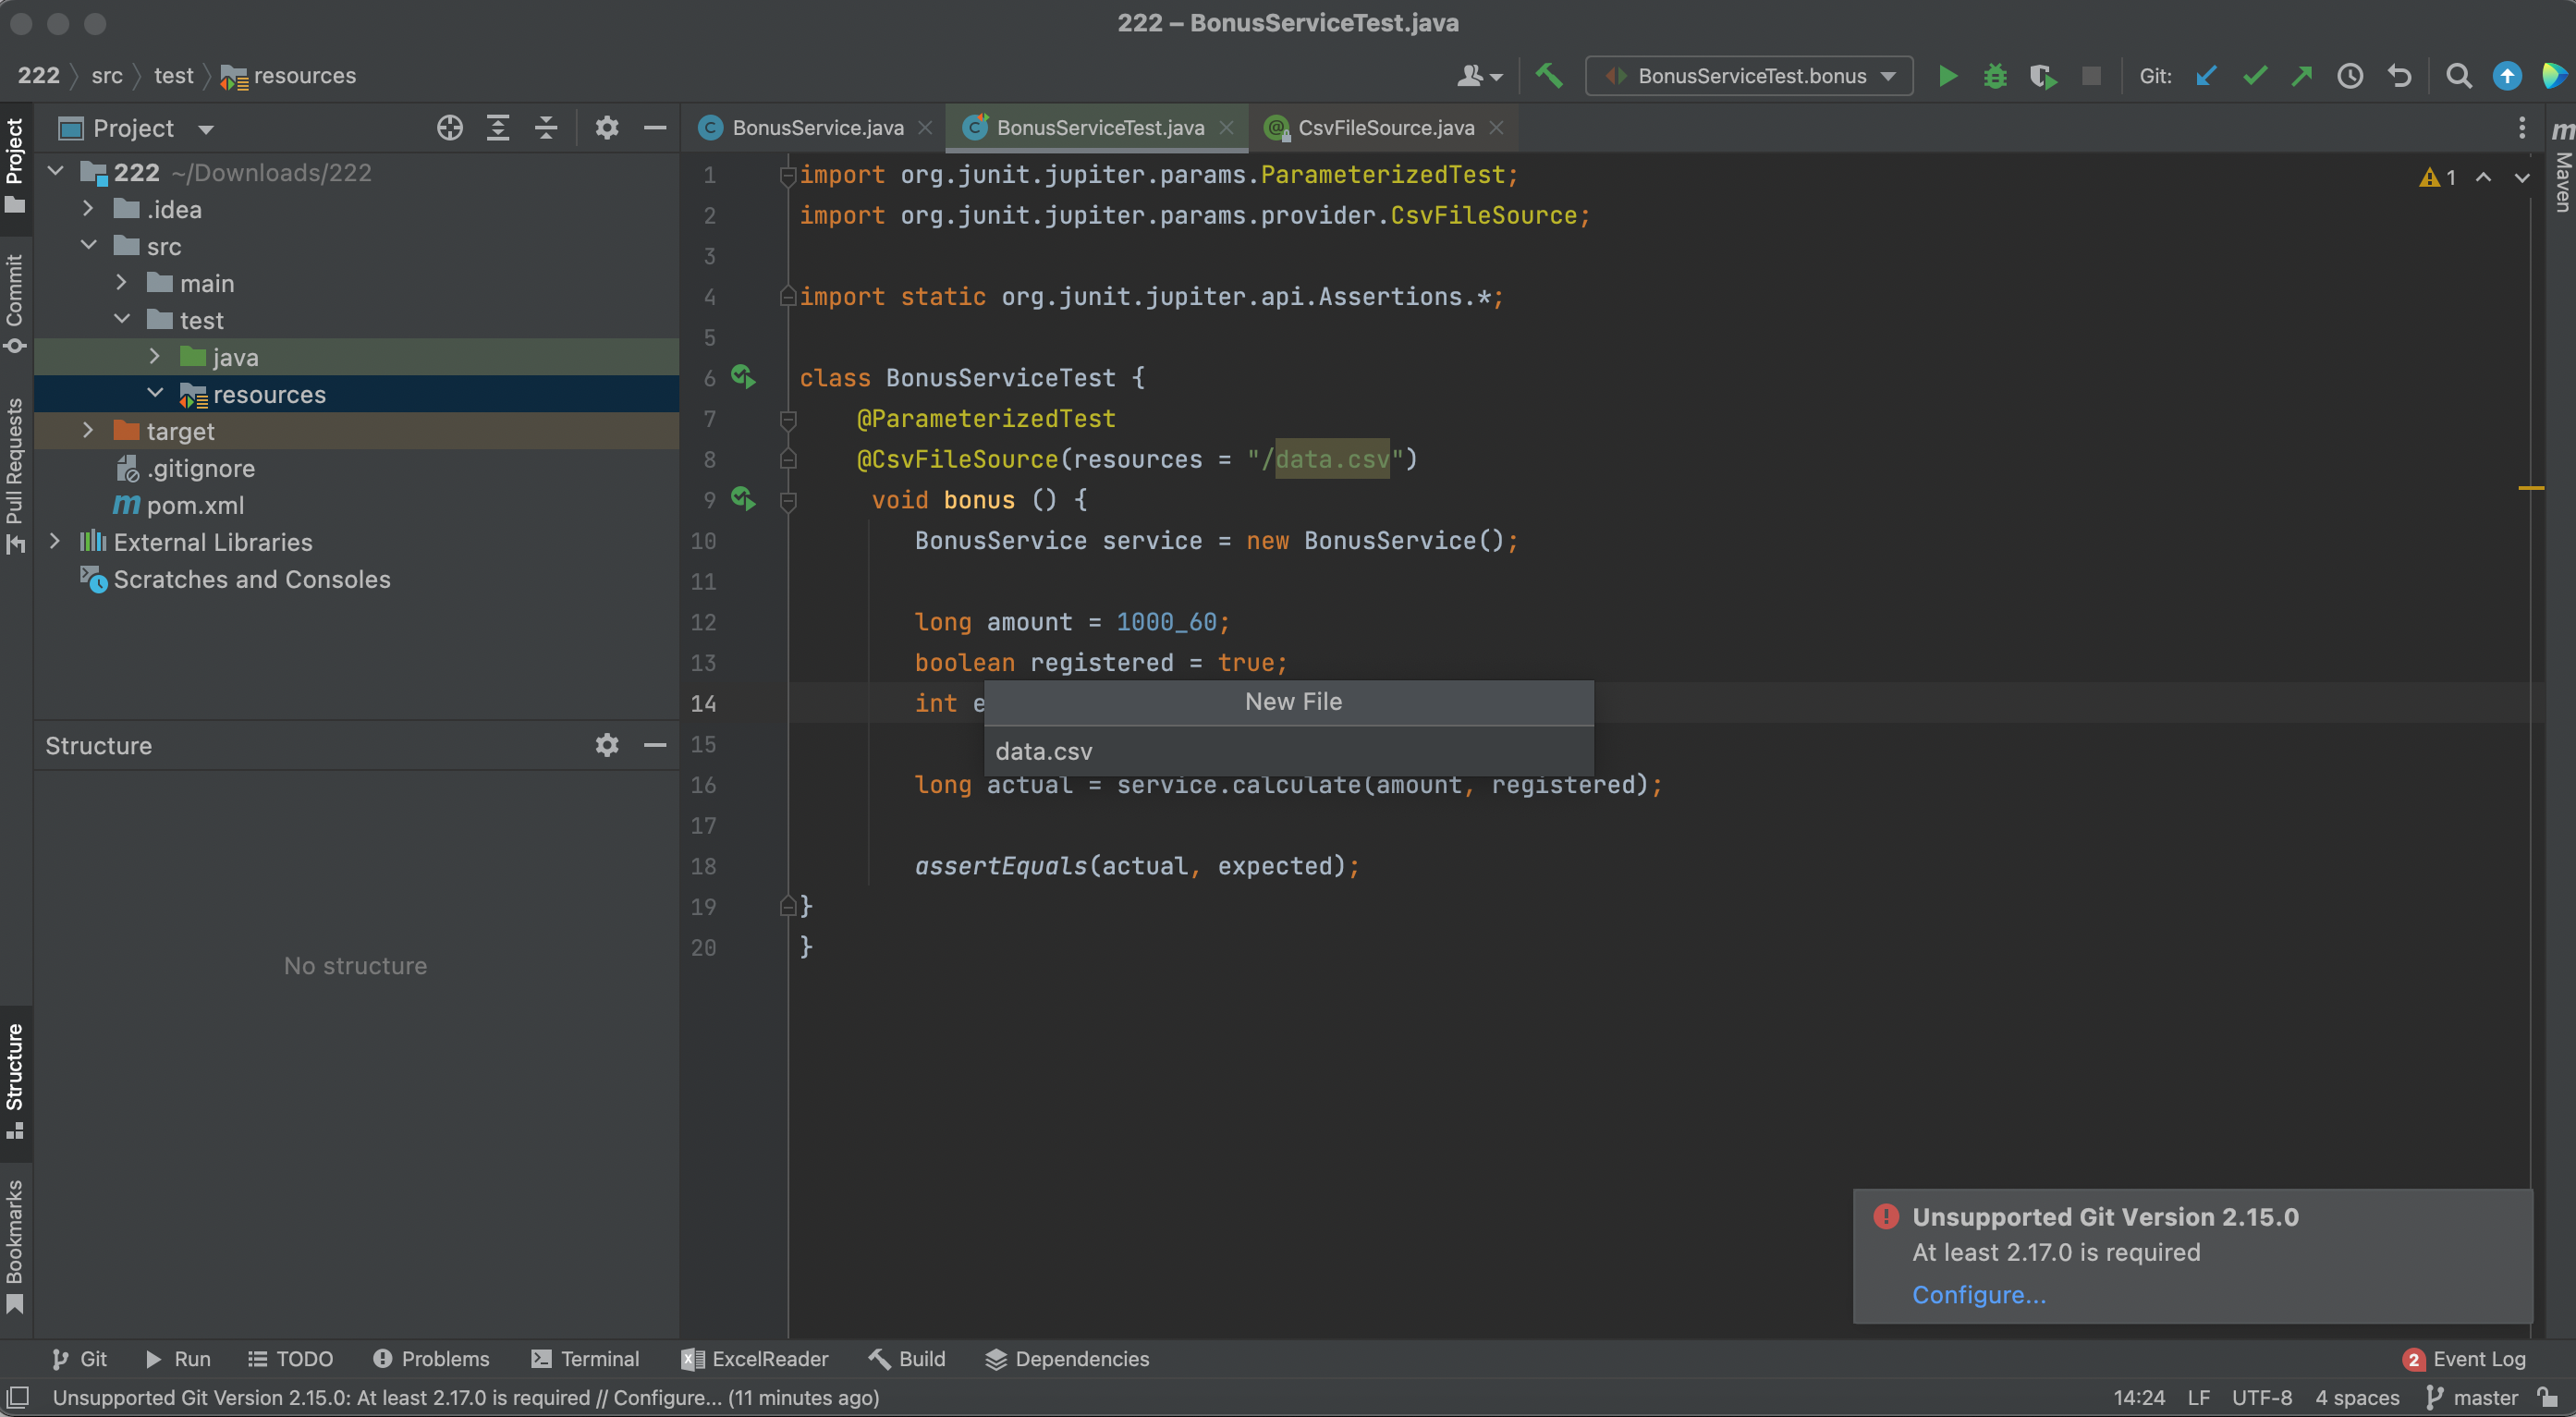 222 – BonusServiceTest.java
222 src test resources
BonusServiceTest.bonus
Git:
Project
BonusService.java
BonusServiceTest.java
CsvFileSource.java
222 ~/Downloads/222
.idea
src
main
test
java
resources
target
.gitignore
pom.xml
External Libraries
Scratches and Consoles
Structure
No structure
Project
Commit
Pull Requests
Structure
Bookmarks
Maven
1
1 import org.junit.jupiter.params.ParameterizedTest;
2 import org.junit.jupiter.params.provider.CsvFileSource;
3
4 import static org.junit.jupiter.api.Assertions.*;
5
6 class BonusServiceTest {
7 @ParameterizedTest
8 @CsvFileSource(resources = "/data.csv")
9 void bonus () {
10 BonusService service = new BonusService();
11
12 long amount = 1000_60;
13 boolean registered = true;
14 int e
New File
15
data.csv
16 long actual = service.calculate(amount, registered);
17
18 assertEquals(actual, expected);
19 }
20 }
Unsupported Git Version 2.15.0
At least 2.17.0 is required
Configure...
Git Run TODO Problems Terminal ExcelReader Build Dependencies
2 Event Log
Unsupported Git Version 2.15.0: At least 2.17.0 is required // Configure... (11 minutes ago)
14:24 LF UTF-8 4 spaces master